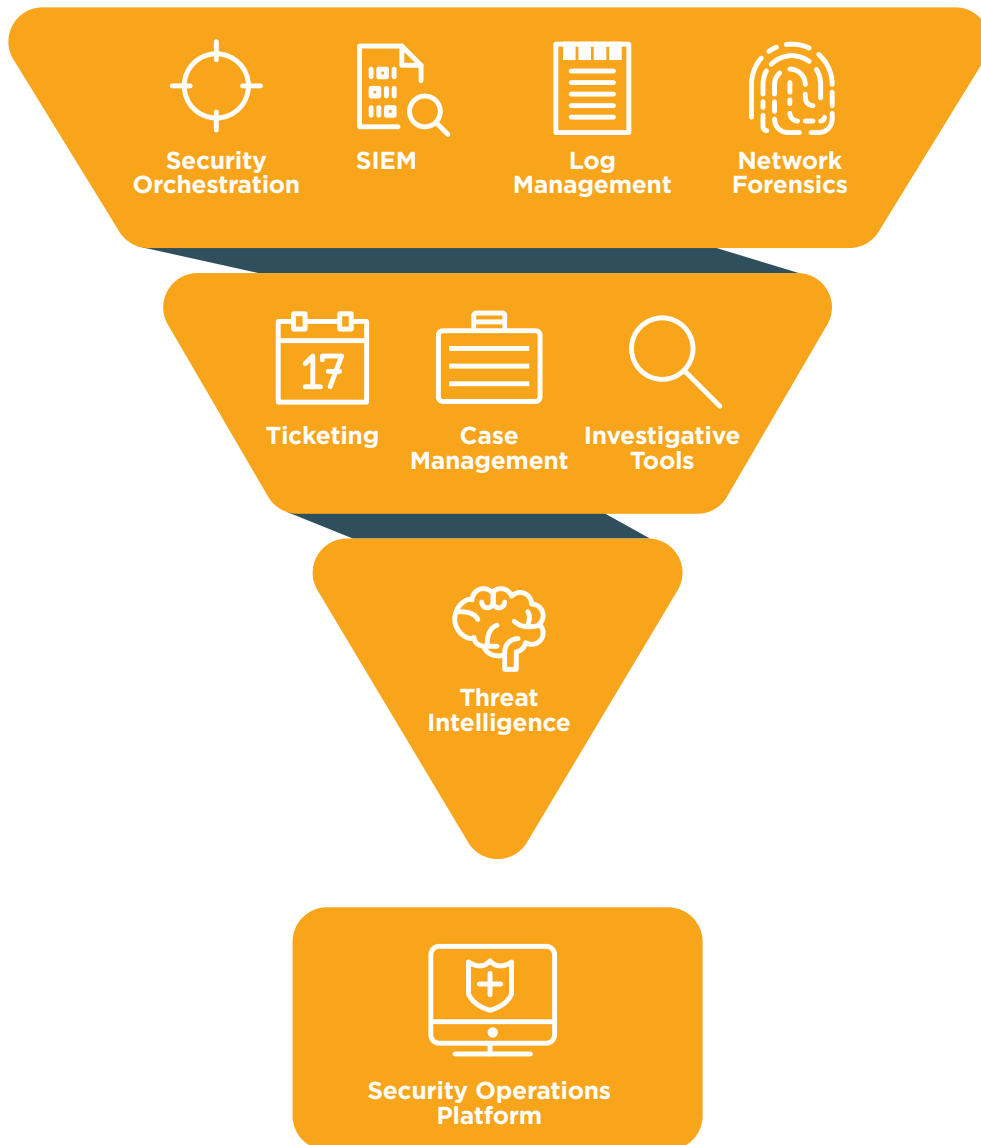 Security
Orchestration
SIEM
Log
Management
Network
Forensics
17
Ticketing
Case
Management
Investigative
Tools
Threat
Intelligence
Security Operations
Platform